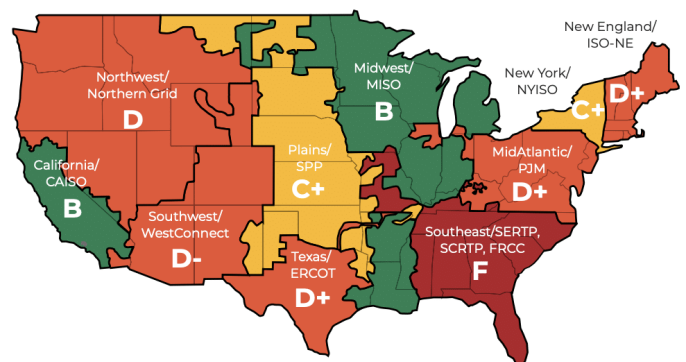 New England/
ISO-NE
New York/
NYISO
C+
D+
Northwest/
Northern Grid
D
Midwest/
MISO
B
California/
CAISO
B
Plains/
SPP
C+
MidAtlantic/
PJM
D+
Southwest/
WestConnect
D-
Texas/
ERCOT
D+
Southeast/SERTP,
SCRTP, FRCC
F